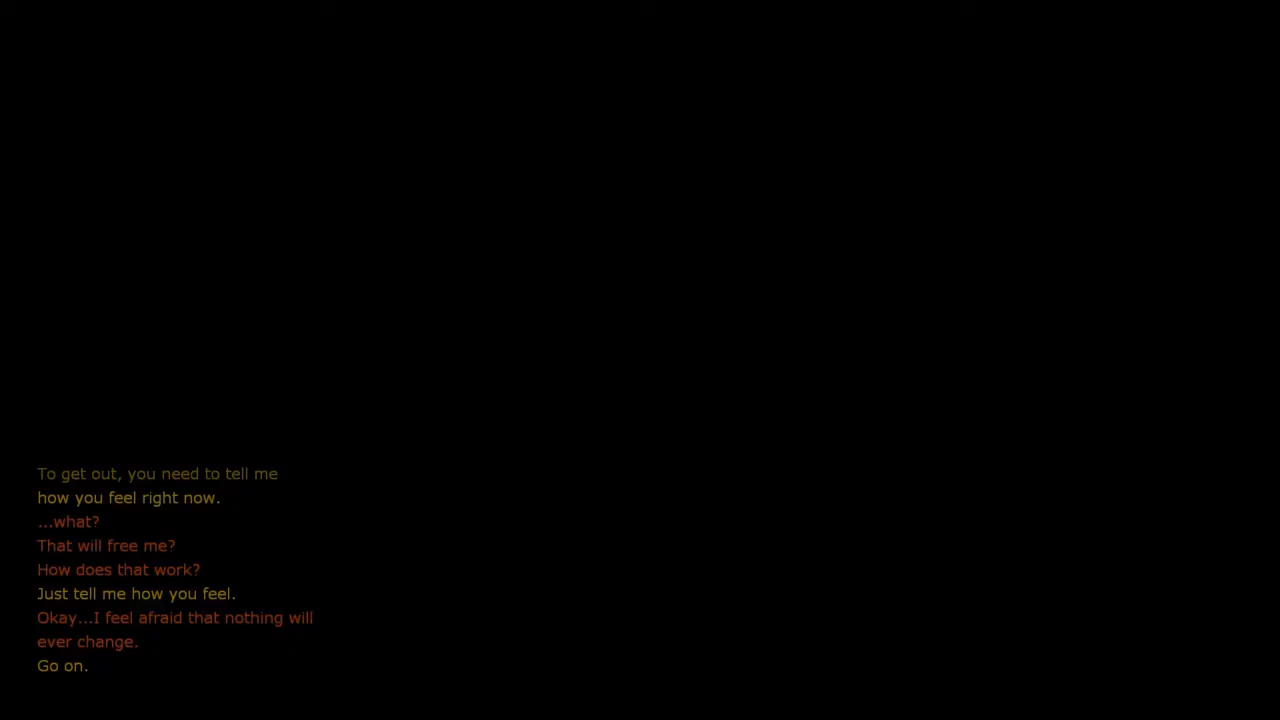 To get out, you need to tell me
how you feel right now.
...what?
That will free me?
How does that work?
Just tell me how you feel.
Okay...I feel afraid that nothing will
ever change.
Go on.